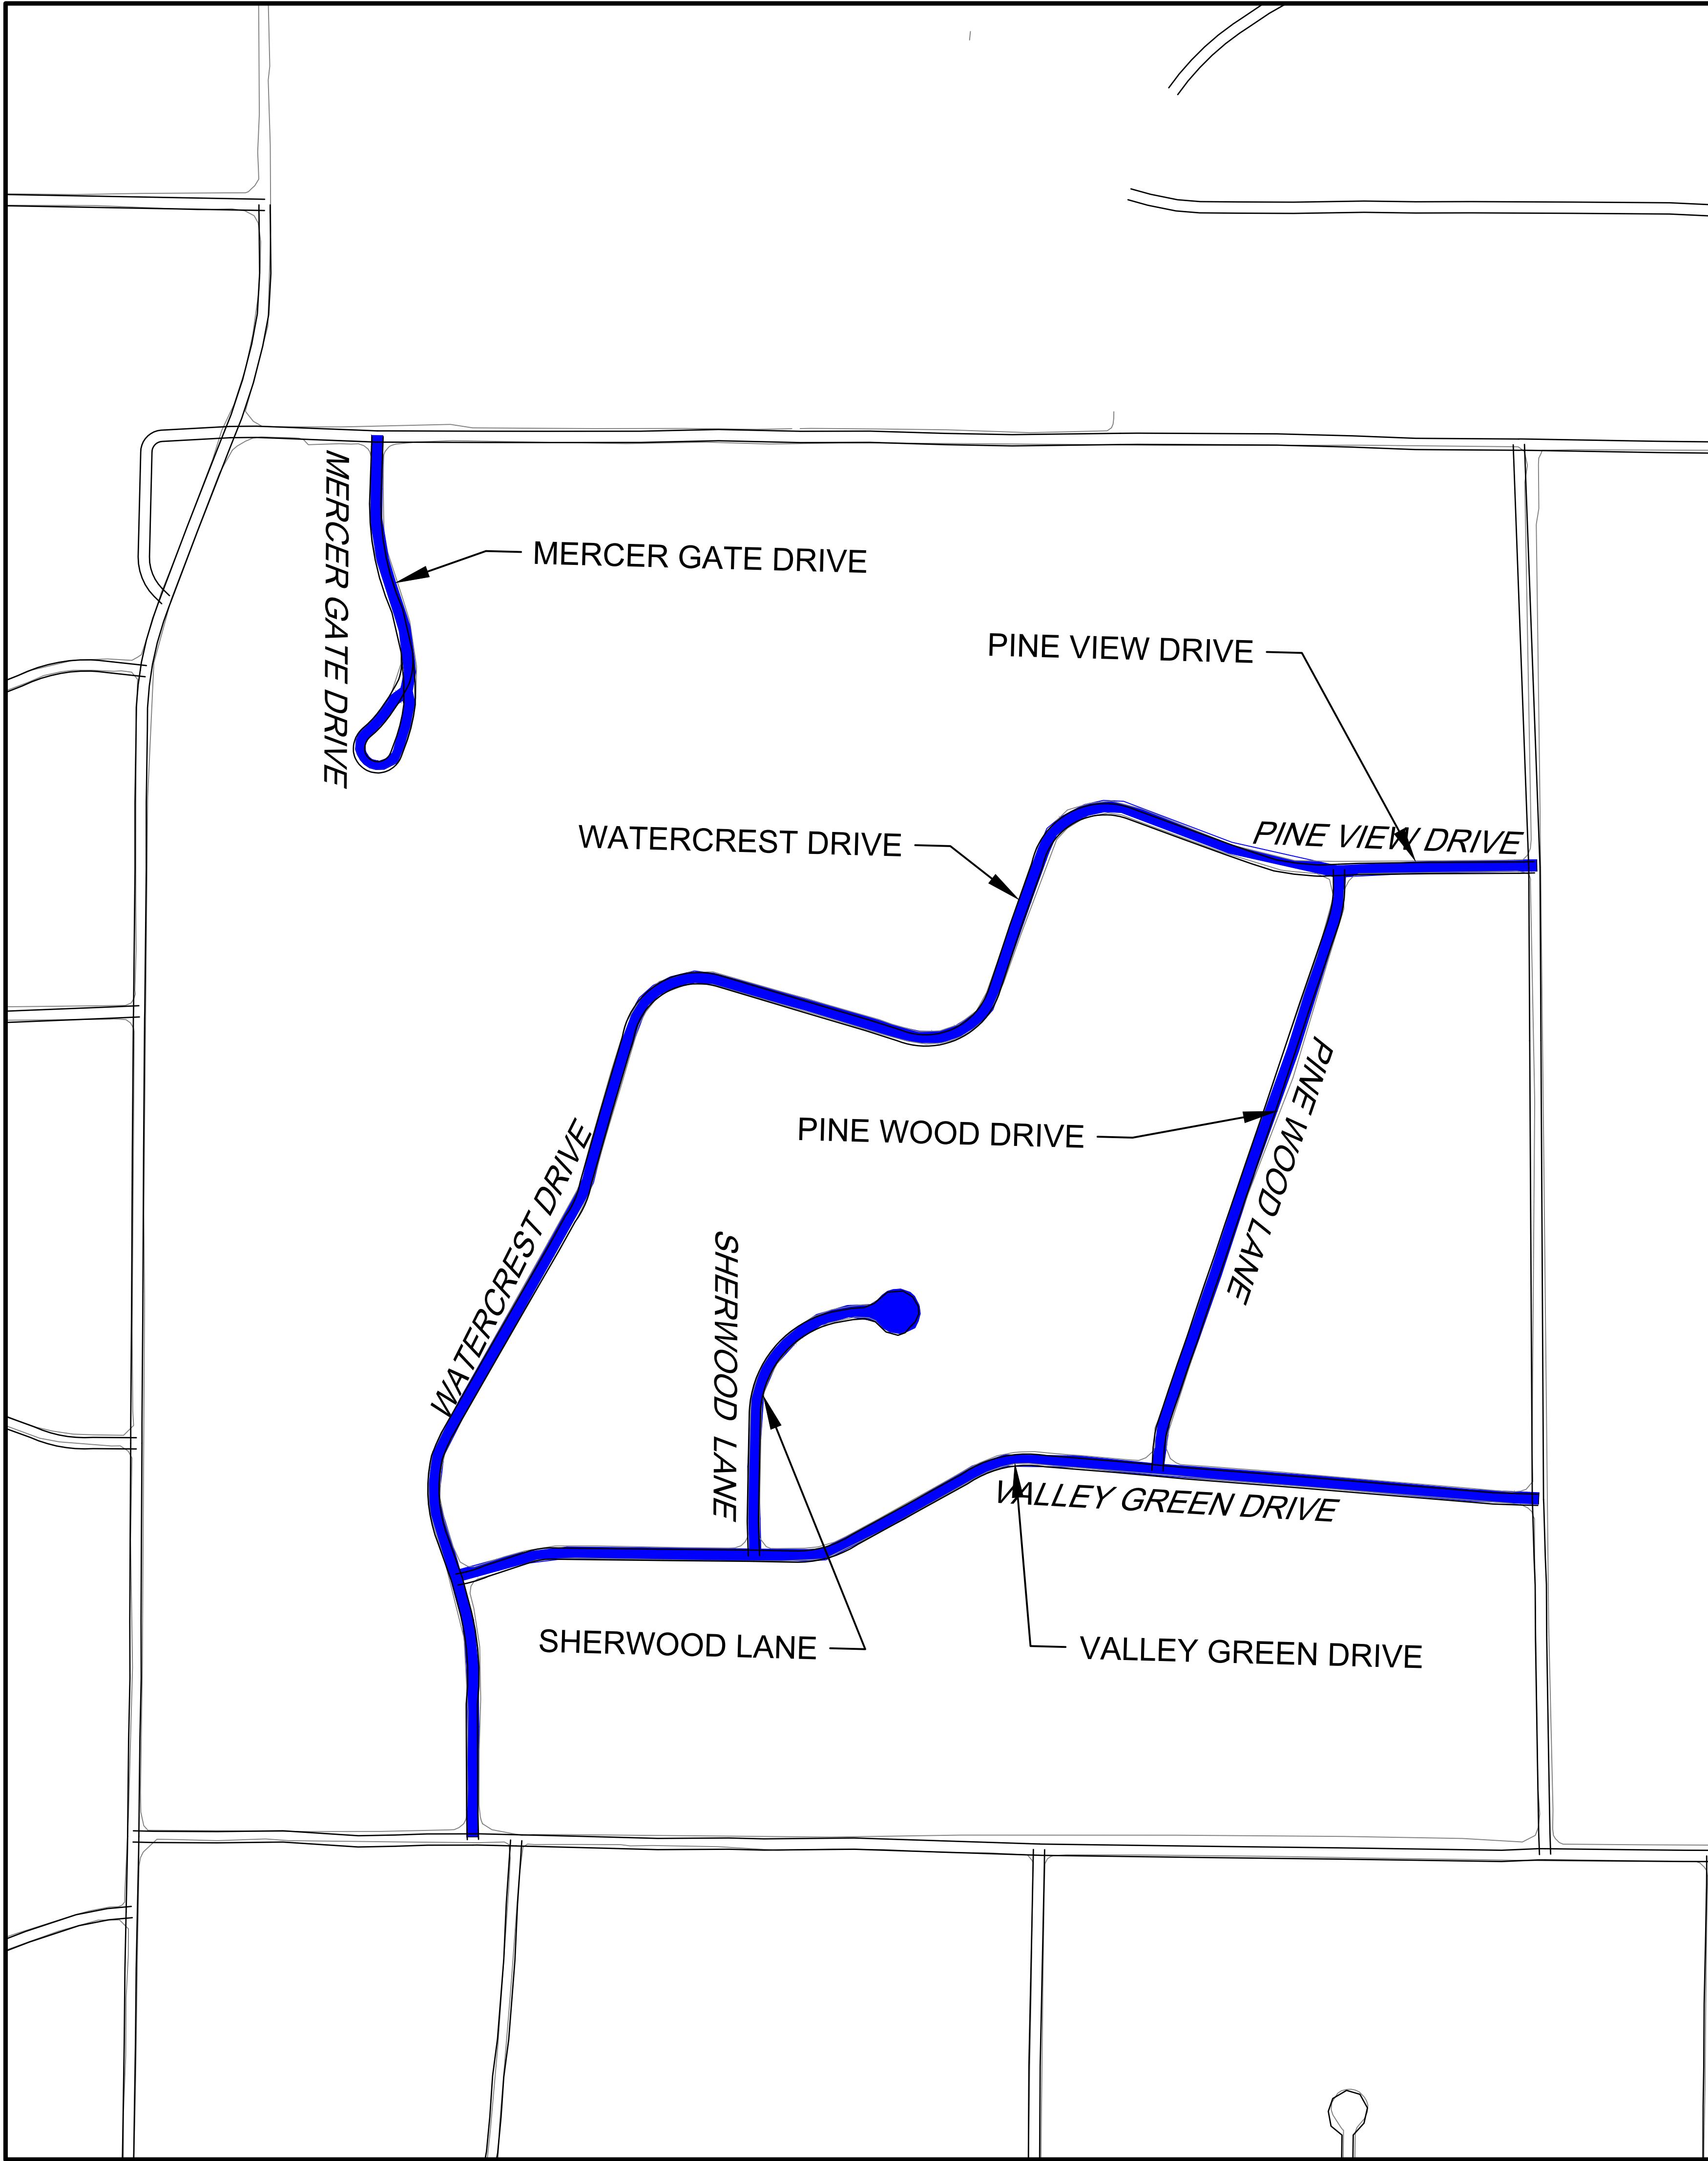 MERCER GATE DRIVE
MERCER GATE DRIVE
PINE VIEW DRIVE
PINE VIEW DRIVE
WATERCREST DRIVE
PINE WOOD LANE
PINE WOOD DRIVE
WATERCREST DRIVE
SHERWOOD LANE
VALLEY GREEN DRIVE
SHERWOOD LANE
VALLEY GREEN DRIVE